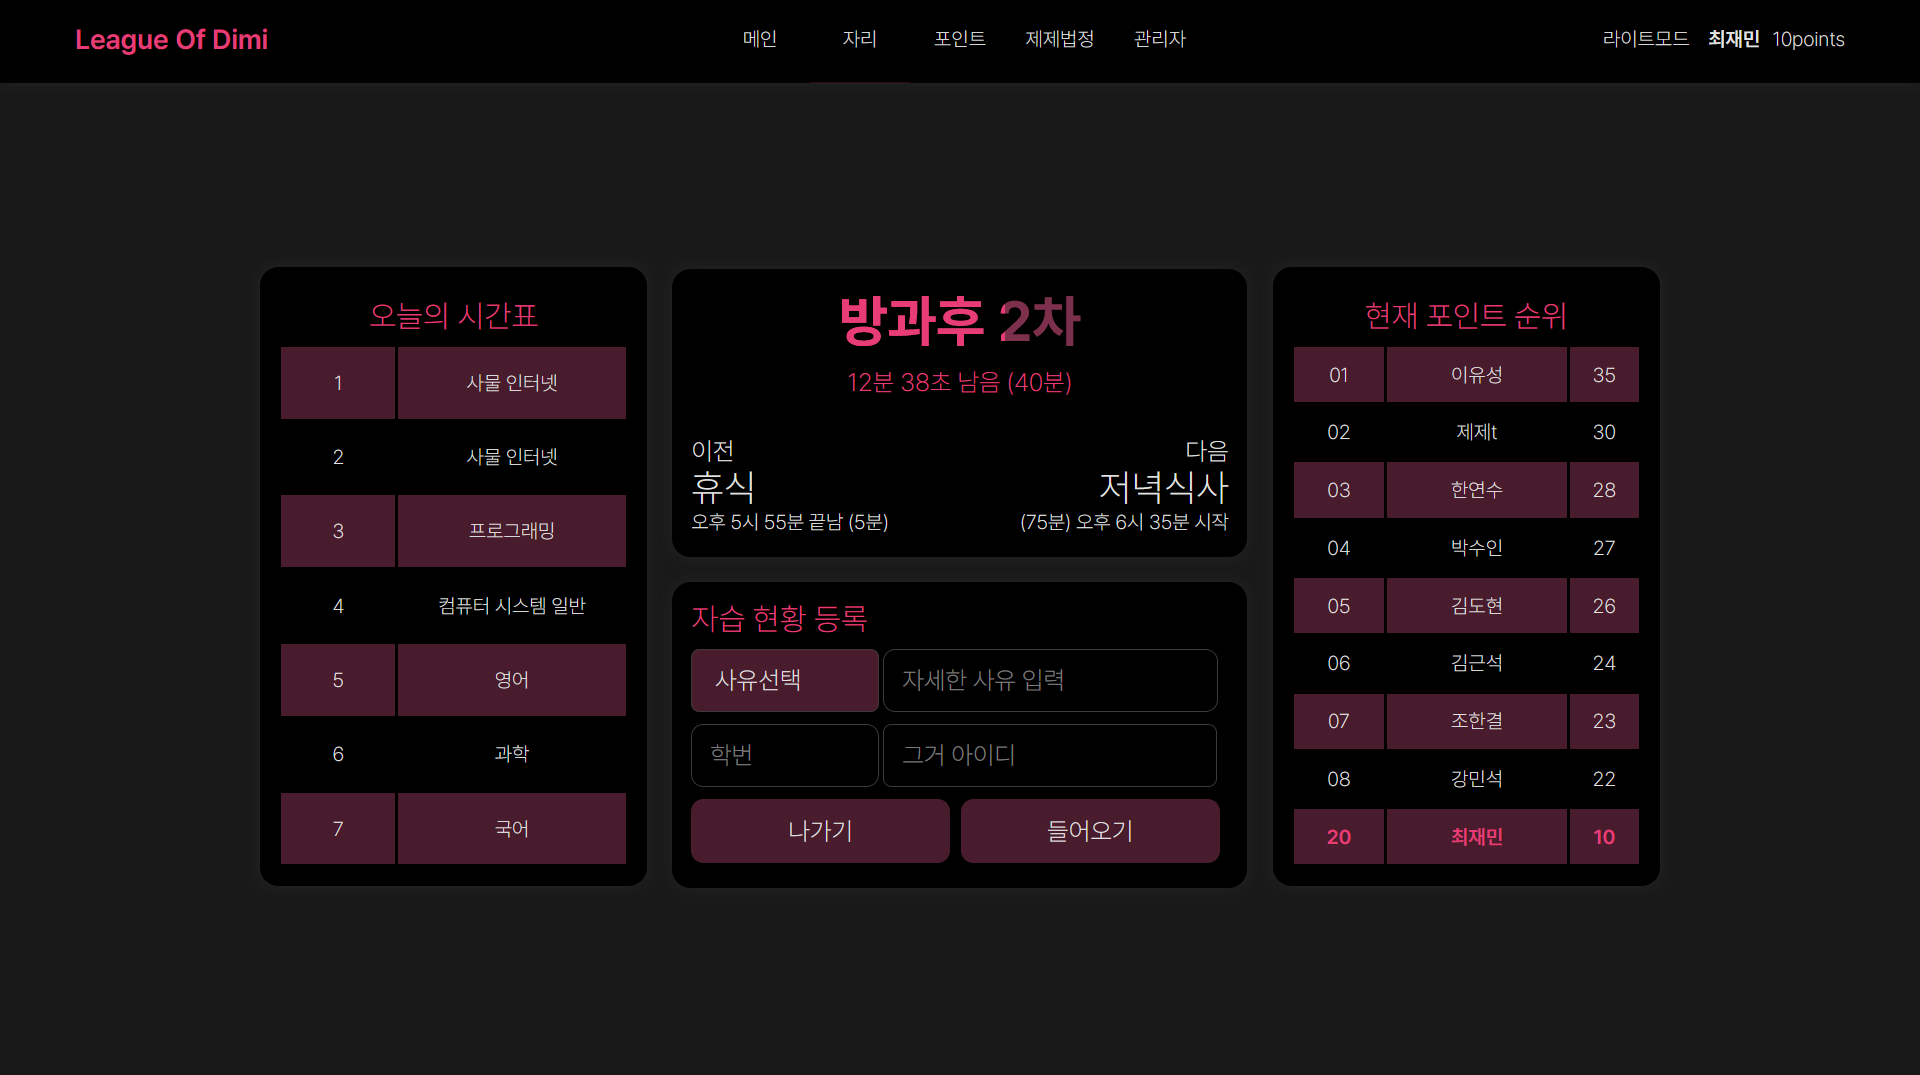 League Of Dimi
메인 자리 포인트 제제법정 관리자
라이트모드 최재민 10points
오늘의 시간표
1 사물 인터넷
2 사물 인터넷
3 프로그래밍
4 컴퓨터 시스템 일반
5 영어
6 과학
7 국어
방과후 2차
12분 38초 남음 (40분)
이전
휴식
오후 5시 55분 끝남 (5분)
다음
저녁식사
(75분) 오후 6시 35분 시작
자습 현황 등록
사유선택 자세한 사유 입력
학번 그거 아이디
나가기 들어오기
현재 포인트 순위
01 이유성 35
02 제제t 30
03 한연수 28
04 박수인 27
05 김도현 26
06 김근석 24
07 조한결 23
08 강민석 22
20 최재민 10